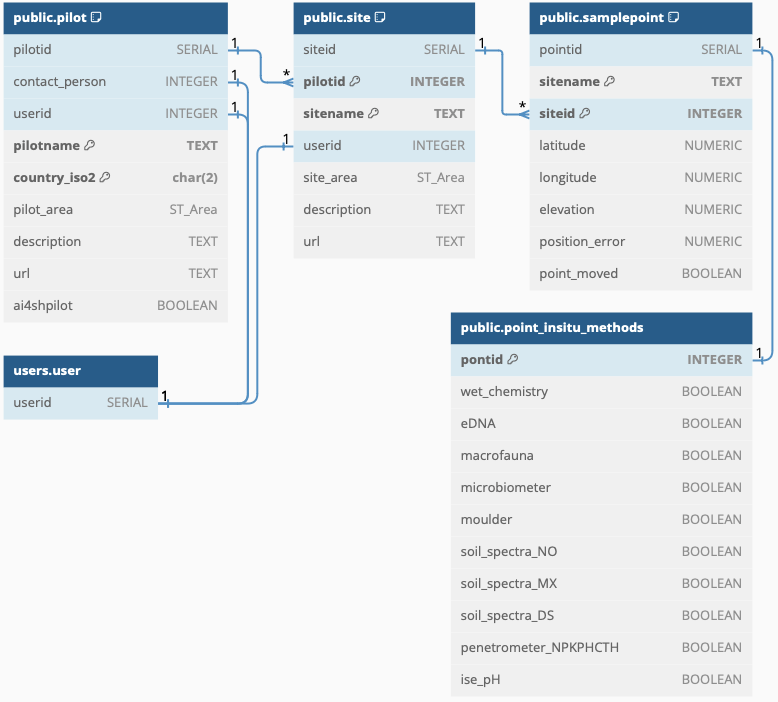 public.pilot
pilotid SERIAL
contact_person INTEGER
userid INTEGER
pilotname TEXT
country_iso2 char(2)
pilot_area ST_Area
description TEXT
url TEXT
ai4shpilot BOOLEAN
1
1
1
public.site
siteid SERIAL
pilotid INTEGER
sitename TEXT
userid INTEGER
site_area ST_Area
description TEXT
url TEXT
*
1
1
public.samplepoint
pointid SERIAL
sitename TEXT
siteid INTEGER
latitude NUMERIC
longitude NUMERIC
elevation NUMERIC
position_error NUMERIC
point_moved BOOLEAN
*
1
users.user
userid SERIAL
1
public.point_insitu_methods
pontid INTEGER
wet_chemistry BOOLEAN
eDNA BOOLEAN
macrofauna BOOLEAN
microbiometer BOOLEAN
moulder BOOLEAN
soil_spectra_NO BOOLEAN
soil_spectra_MX BOOLEAN
soil_spectra_DS BOOLEAN
penetrometer_NPKPHCTH BOOLEAN
ise_pH BOOLEAN
1